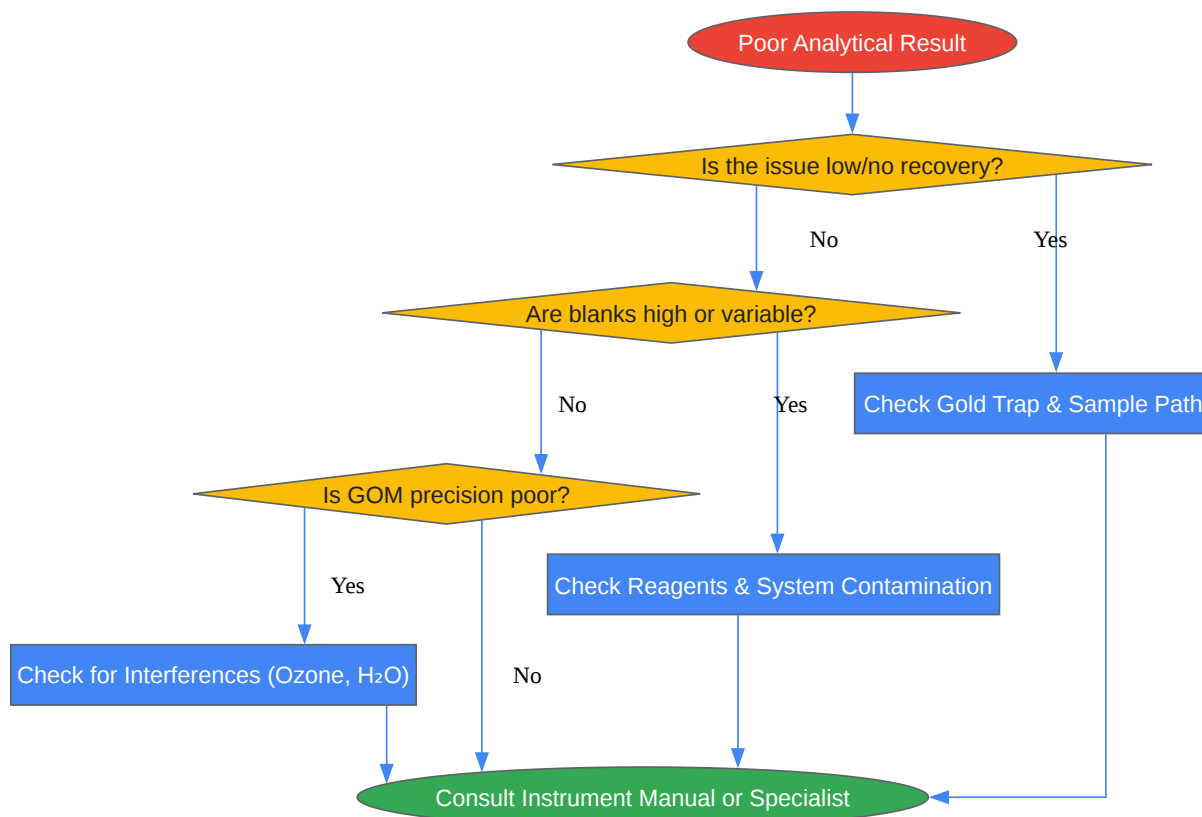 Poor Analytical Result
Is the issue low/no recovery?
No
Yes
Are blanks high or variable?
No
Yes
Check Gold Trap & Sample Path
Is GOM precision poor?
Yes
Check Reagents & System Contamination
Check for Interferences (Ozone, H₂O)
No
Consult Instrument Manual or Specialist